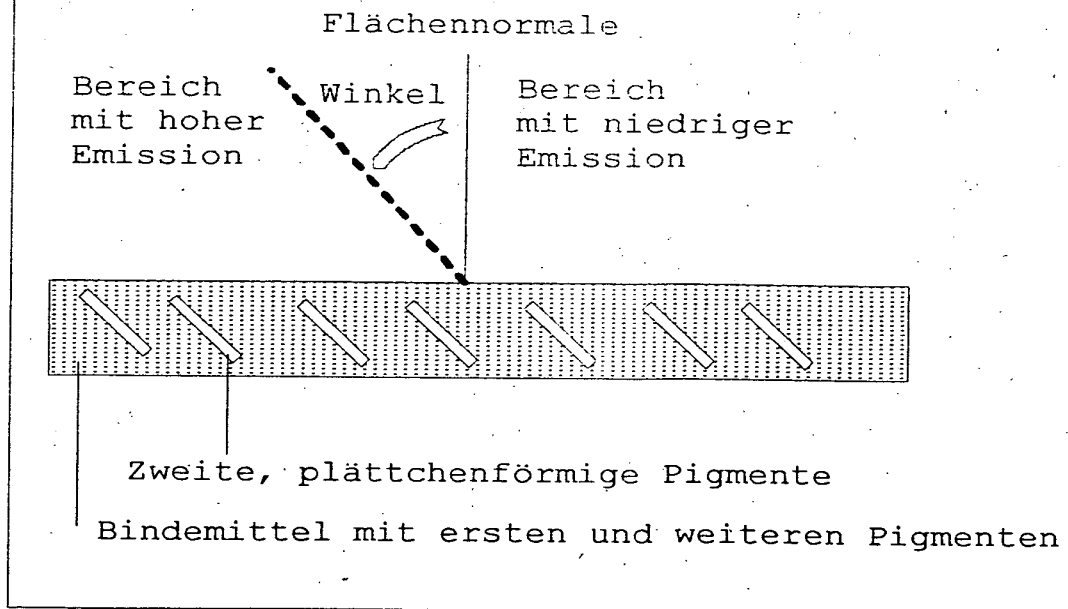 Flächennormale
Bereich
mit hoher
Emission
Winkel
Bereich
mit niedriger
Emission
Zweite, plättchenförmige Pigmente
Bindemittel mit ersten und weiteren Pigmenten